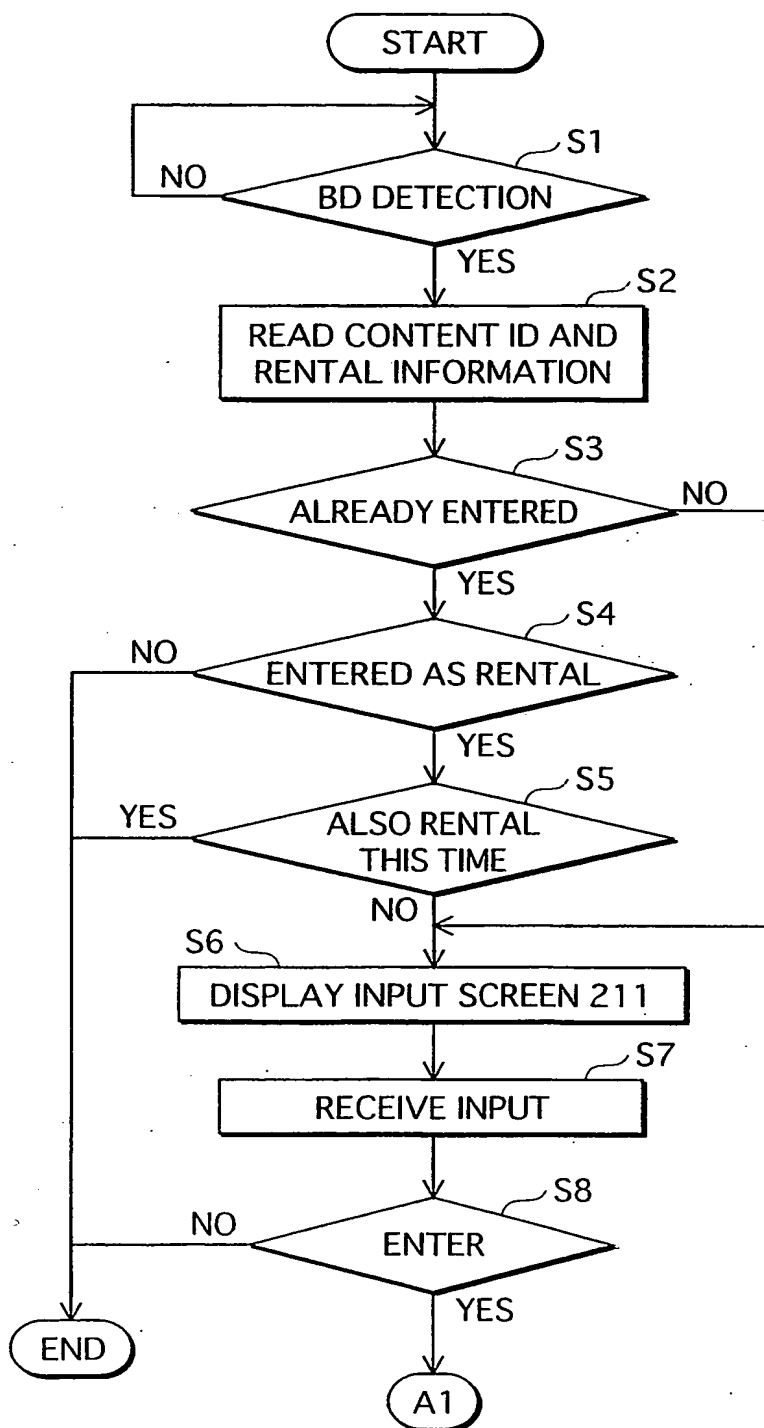 START
S1
NO
BD DETECTION
YES
S2
READ CONTENT ID AND
RENTAL INFORMATION
S3
NO
ALREADY ENTERED
YES
S4
NO
ENTERED AS RENTAL
YES
S5
YES
ALSO RENTAL
THIS TIME
NO
S6
DISPLAY INPUT SCREEN 211
S7
RECEIVE INPUT
S8
NO
ENTER
YES
END
A1